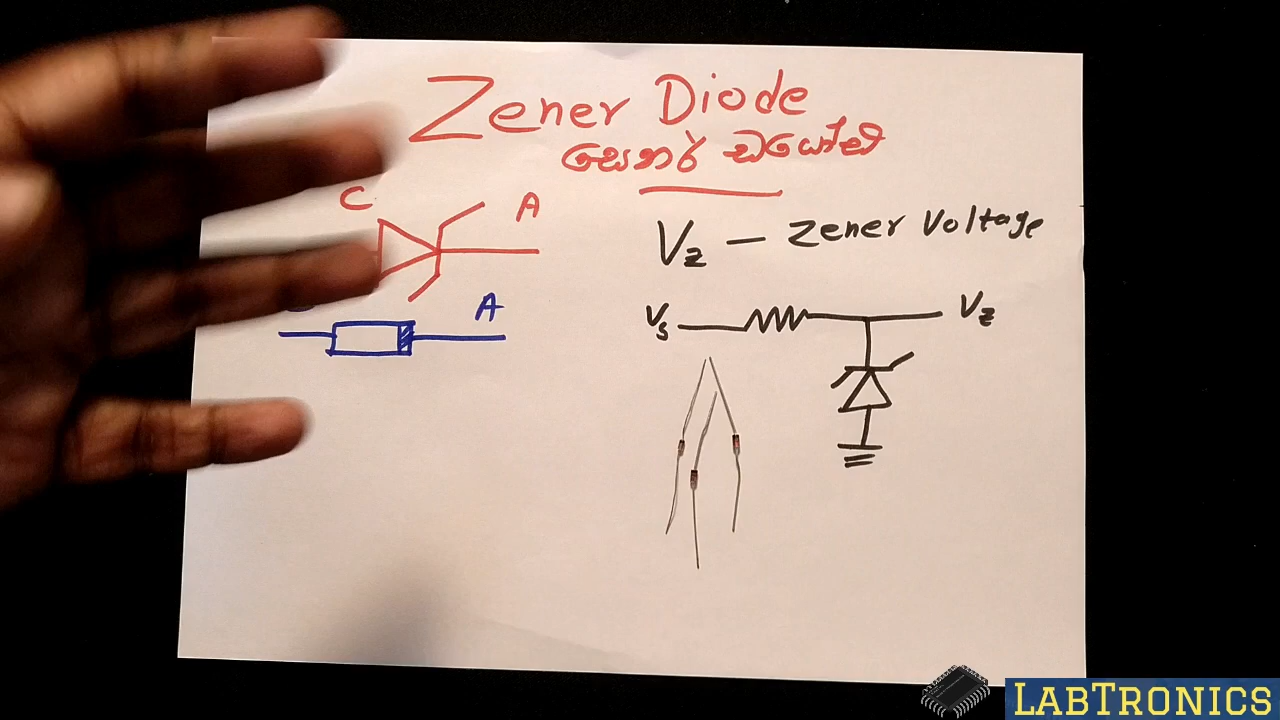 Zener Diode
සෙනර් ඩයෝඩ්
C A
A
Vz — Zener Voltage
Vs Vz
LABTRONICS